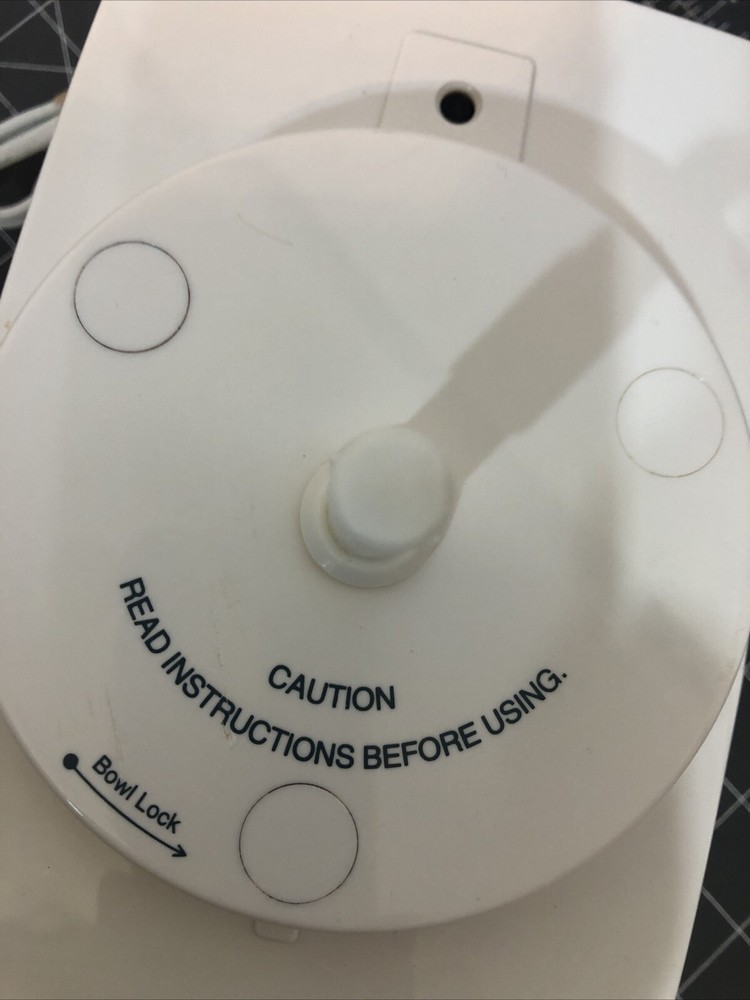 CAUTION
READ INSTRUCTIONS BEFORE USING.
Bowl Lock